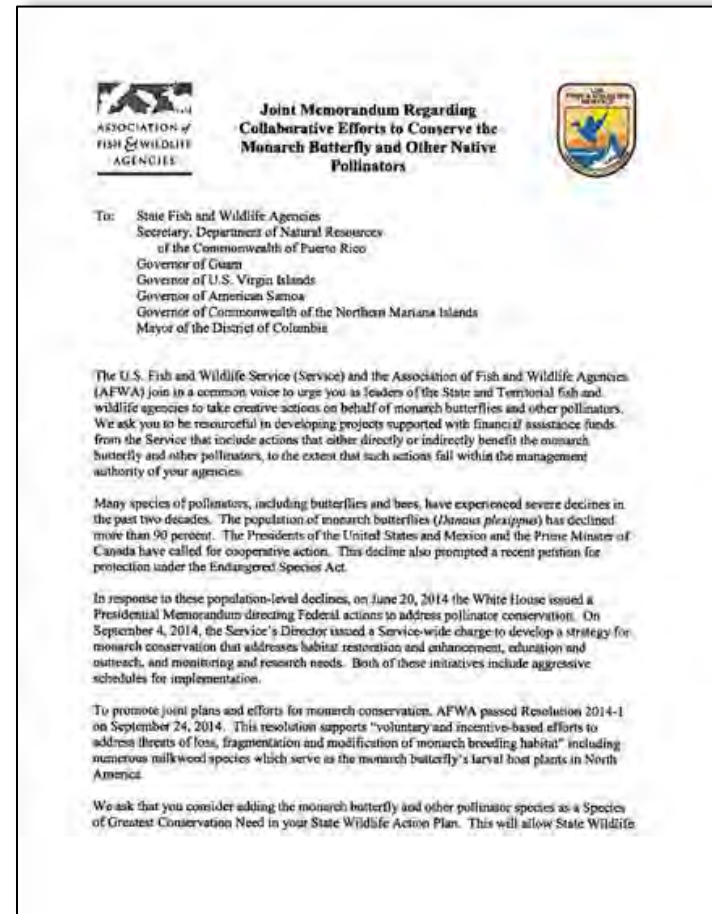 ASSOCIATION of
FISH & WILDLIFE
AGENCIES
Joint Memorandum Regarding
Collaborative Efforts to Conserve the
Monarch Butterfly and Other Native
Pollinators
U.S.
FISH & WILDLIFE
SERVICE
To: State Fish and Wildlife Agencies
Secretary, Department of Natural Resources
of the Commonwealth of Puerto Rico
Governor of Guam
Governor of U.S. Virgin Islands
Governor of American Samoa
Governor of Commonwealth of the Northern Mariana Islands
Mayor of the District of Columbia
The U.S. Fish and Wildlife Service (Service) and the Association of Fish and Wildlife Agencies
(AFWA) join in a common voice to urge you as leaders of the State and Territorial fish and
wildlife agencies to take creative actions on behalf of monarch butterflies and other pollinators.
We ask you to be resourceful in developing projects supported with financial assistance funds
from the Service that include actions that either directly or indirectly benefit the monarch
butterfly and other pollinators, to the extent that such actions fall within the management
authority of your agencies.
Many species of pollinators, including butterflies and bees, have experienced severe declines in
the past two decades. The population of monarch butterflies (Danaus plexippus) has declined
more than 90 percent. The Presidents of the United States and Mexico and the Prime Minster of
Canada have called for cooperative action. This decline also prompted a recent petition for
protection under the Endangered Species Act.
In response to these population-level declines, on June 20, 2014 the White House issued a
Presidential Memorandum directing Federal actions to address pollinator conservation. On
September 4, 2014, the Service's Director issued a Service-wide charge to develop a strategy for
monarch conservation that addresses habitat restoration and enhancement, education and
outreach, and monitoring and research needs. Both of these initiatives include aggressive
schedules for implementation.
To promote joint plans and efforts for monarch conservation, AFWA passed Resolution 2014-1
on September 24, 2014. This resolution supports "voluntary and incentive-based efforts to
address threats of loss, fragmentation and modification of monarch breeding habitat" including
numerous milkweed species which serve as the monarch butterfly's larval host plants in North
America.
We ask that you consider adding the monarch butterfly and other pollinator species as a Species
of Greatest Conservation Need in your State Wildlife Action Plan. This will allow State Wildlife